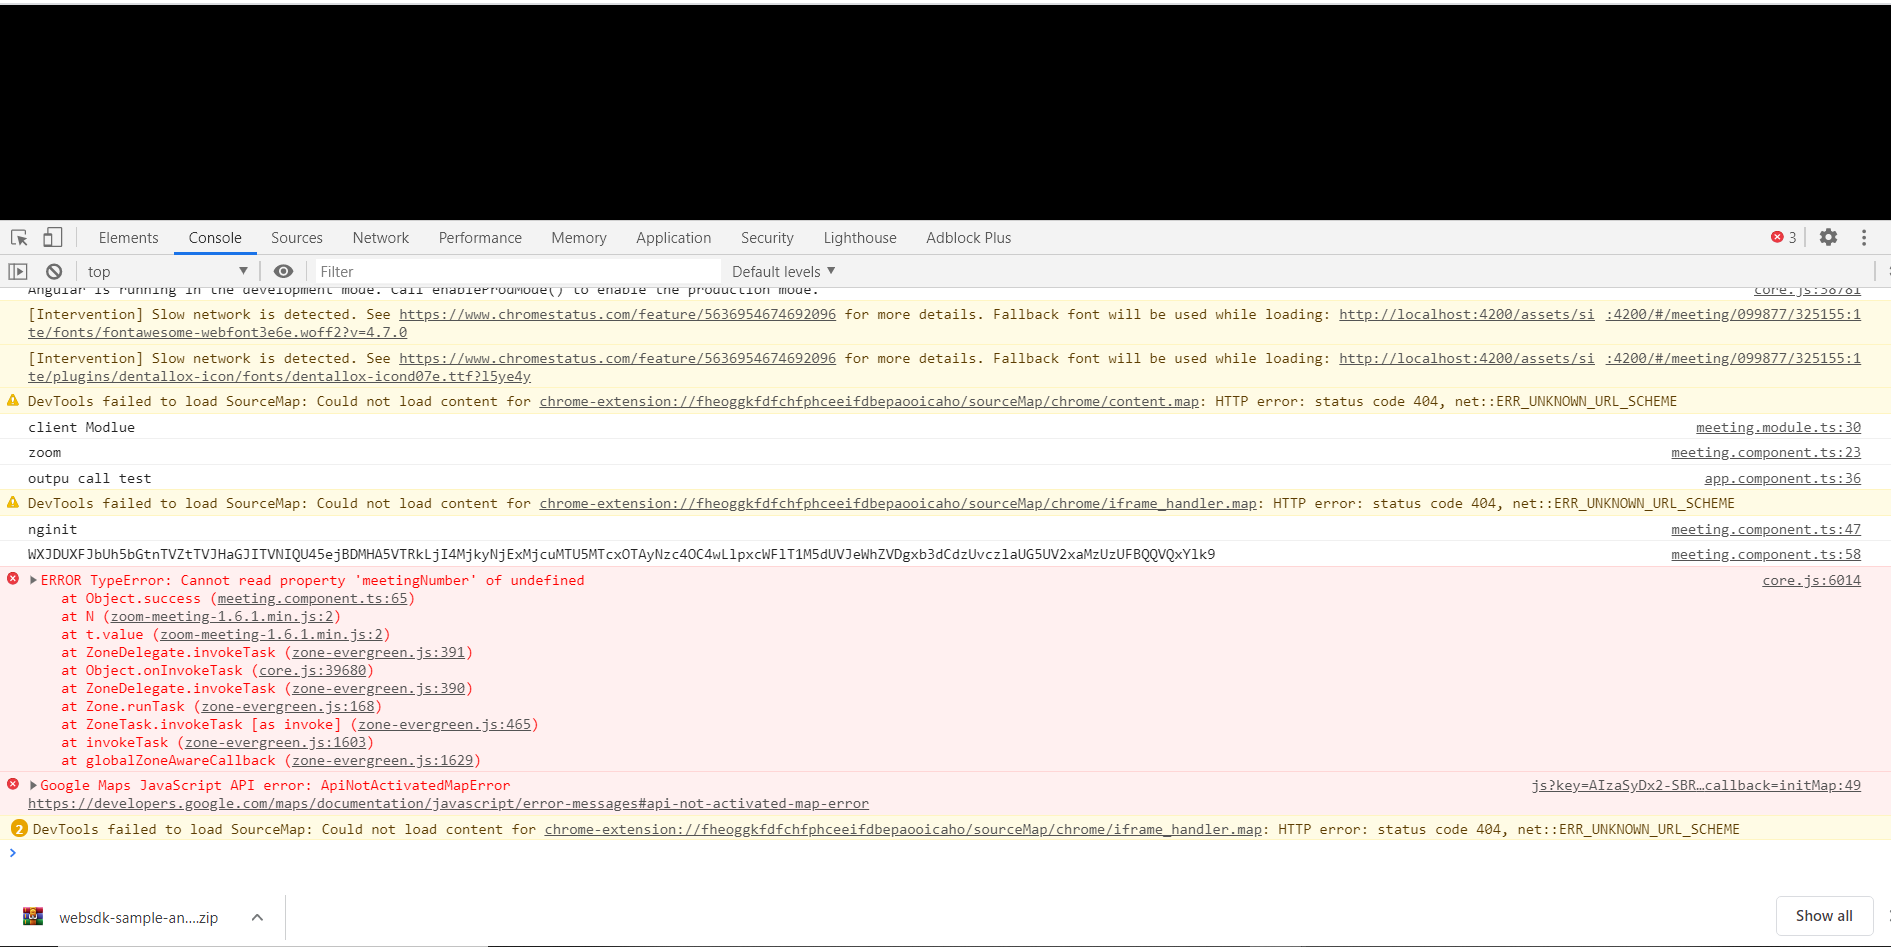 Elements Console Sources Network Performance Memory Application Security Lighthouse Adblock Plus 3
top Filter Default levels
Angular is running in the development mode. Call enableProdMode() to enable the production mode. core.js:38781
[Intervention] Slow network is detected. See https://www.chromestatus.com/feature/5636954674692096 for more details. Fallback font will be used while loading: http://localhost:4200/assets/si :4200/#/meeting/099877/325155:1
te/fonts/fontawesome-webfont3e6e.woff2?v=4.7.0
[Intervention] Slow network is detected. See https://www.chromestatus.com/feature/5636954674692096 for more details. Fallback font will be used while loading: http://localhost:4200/assets/si :4200/#/meeting/099877/325155:1
te/plugins/dentallox-icon/fonts/dentallox-icond07e.ttf?l5ye4y
DevTools failed to load SourceMap: Could not load content for chrome-extension://fheoggkfdfchfphceeifdbepaooicaho/sourceMap/chrome/content.map: HTTP error: status code 404, net::ERR_UNKNOWN_URL_SCHEME
client Modlue meeting.module.ts:30
zoom meeting.component.ts:23
outpu call test app.component.ts:36
DevTools failed to load SourceMap: Could not load content for chrome-extension://fheoggkfdfchfphceeifdbepaooicaho/sourceMap/chrome/iframe_handler.map: HTTP error: status code 404, net::ERR_UNKNOWN_URL_SCHEME
nginit meeting.component.ts:47
meeting.component.ts:58
ERROR TypeError: Cannot read property 'meetingNumber' of undefined core.js:6014
at Object.success (meeting.component.ts:65)
at N (zoom-meeting-1.6.1.min.js:2)
at t.value (zoom-meeting-1.6.1.min.js:2)
at ZoneDelegate.invokeTask (zone-evergreen.js:391)
at Object.onInvokeTask (core.js:39680)
at ZoneDelegate.invokeTask (zone-evergreen.js:390)
at Zone.runTask (zone-evergreen.js:168)
at ZoneTask.invokeTask [as invoke] (zone-evergreen.js:465)
at invokeTask (zone-evergreen.js:1603)
at globalZoneAwareCallback (zone-evergreen.js:1629)
Google Maps JavaScript API error: ApiNotActivatedMapError js?key=AIzaSyDx2-SBR…callback=initMap:49
https://developers.google.com/maps/documentation/javascript/error-messages#api-not-activated-map-error
2 DevTools failed to load SourceMap: Could not load content for chrome-extension://fheoggkfdfchfphceeifdbepaooicaho/sourceMap/chrome/iframe_handler.map: HTTP error: status code 404, net::ERR_UNKNOWN_URL_SCHEME
websdk-sample-an....zip Show all